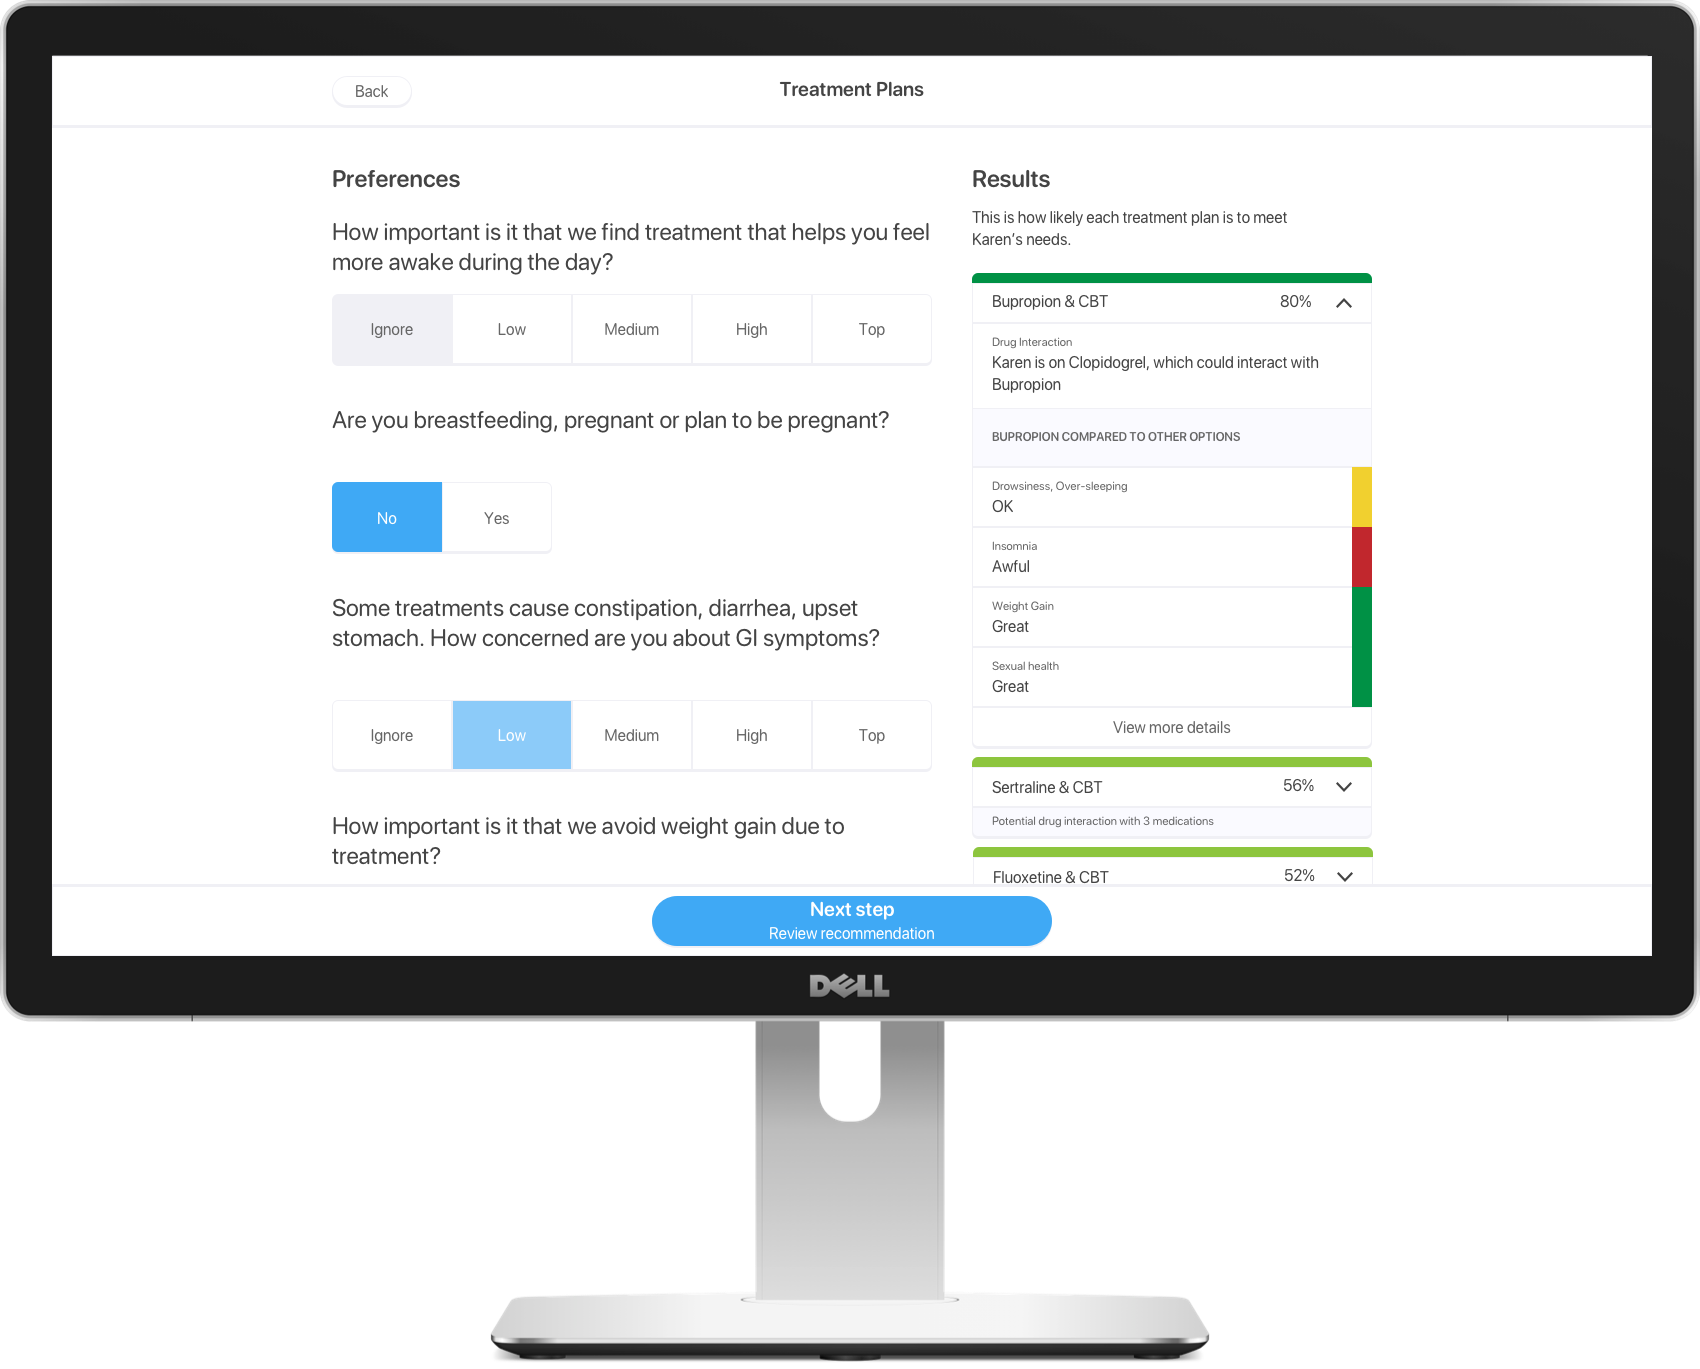 Back
Treatment Plans
Preferences
How important is it that we find treatment that helps you feel
more awake during the day?
Ignore
Low
Medium
High
Top
Are you breastfeeding, pregnant or plan to be pregnant?
No
Yes
Some treatments cause constipation, diarrhea, upset
stomach. How concerned are you about GI symptoms?
Ignore
Low
Medium
High
Top
How important is it that we avoid weight gain due to
treatment?
Results
This is how likely each treatment plan is to meet
Karen’s needs.
Bupropion & CBT 80%
Drug Interaction
Karen is on Clopidogrel, which could interact with
Bupropion
BUPROPION COMPARED TO OTHER OPTIONS
Drowsiness, Over-sleeping
OK
Insomnia
Awful
Weight Gain
Great
Sexual health
Great
View more details
Sertraline & CBT 56%
Potential drug interaction with 3 medications
Fluoxetine & CBT 52%
Next step
Review recommendation
DELL